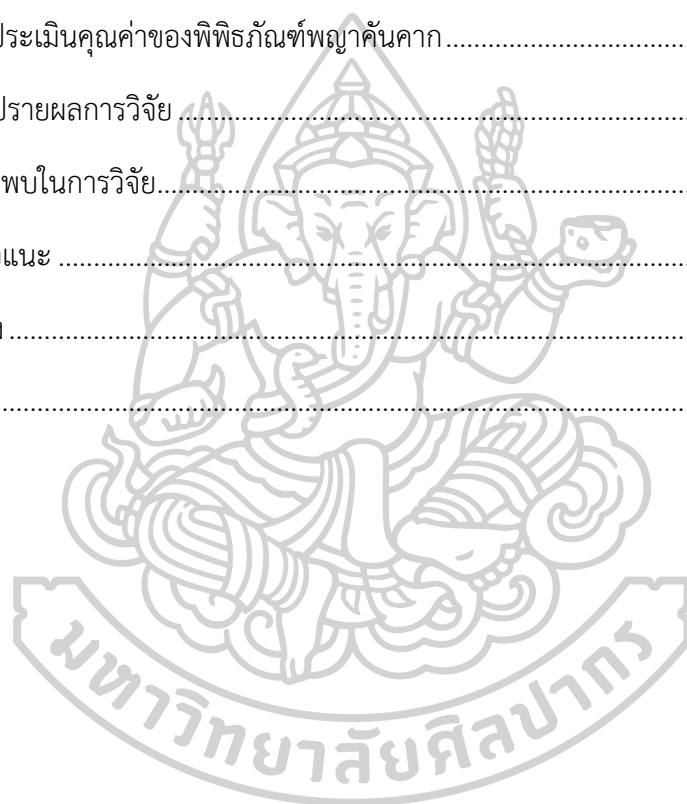 ประเมินคุณค่าของพิพิธภัณฑ์พญาคันคาก
ปรายผลการวิจัย
พบในการวิจัย
แนะ
มหาวิทยาลัยศิลปากร